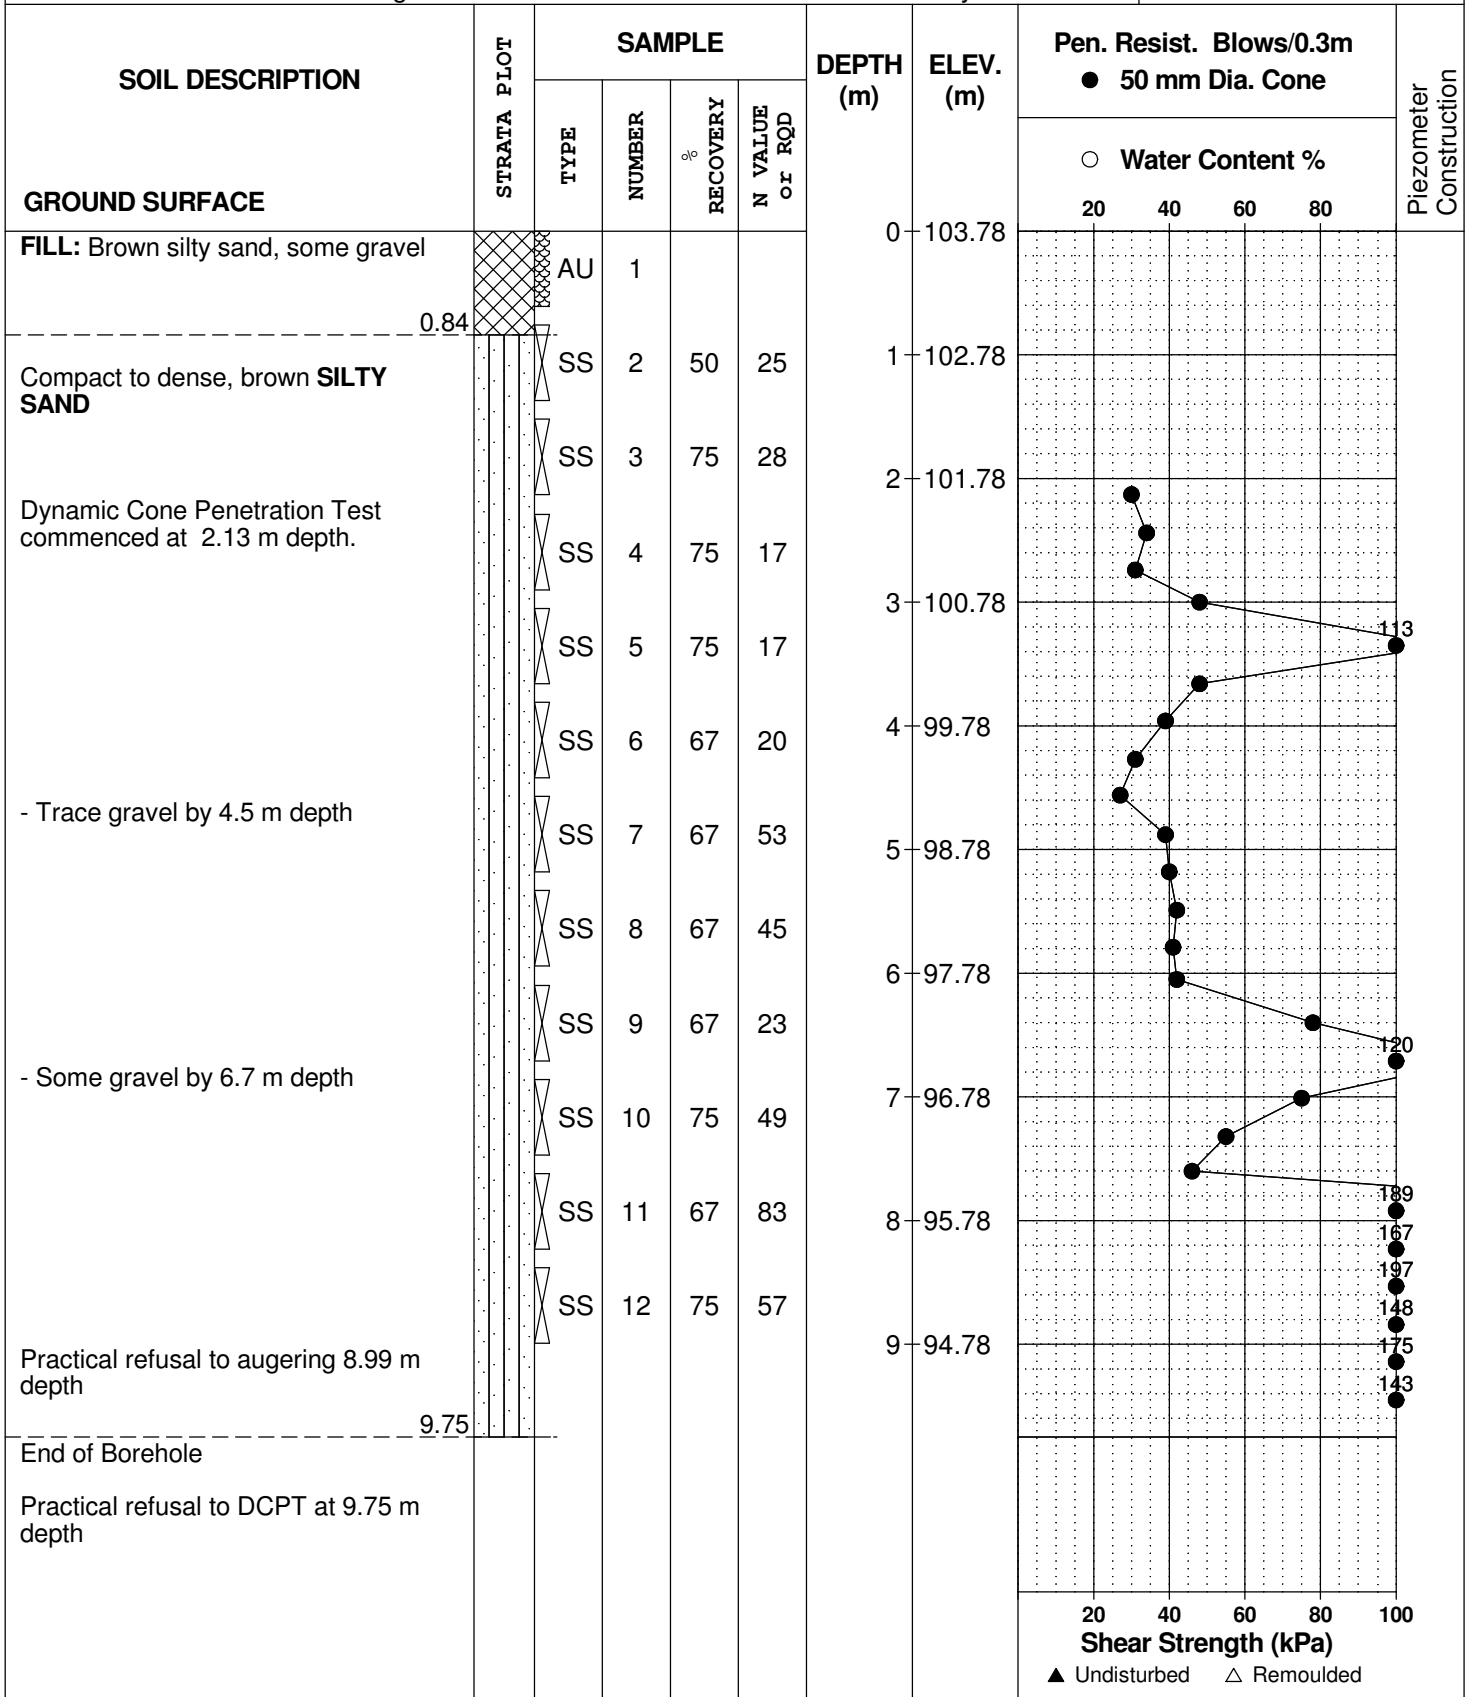 SOIL DESCRIPTION
GROUND SURFACE
STRATA PLOT
SAMPLE
TYPE
NUMBER
% RECOVERY
N VALUE or RQD
DEPTH (m)
ELEV. (m)
Pen. Resist. Blows/0.3m
● 50 mm Dia. Cone
○ Water Content %
20 40 60 80
Piezometer Construction
FILL: Brown silty sand, some gravel
0.84
Compact to dense, brown SILTY
SAND
Dynamic Cone Penetration Test
commenced at 2.13 m depth.
- Trace gravel by 4.5 m depth
- Some gravel by 6.7 m depth
Practical refusal to augering 8.99 m
depth
9.75
End of Borehole
Practical refusal to DCPT at 9.75 m
depth
AU 1
SS 2 50 25
SS 3 75 28
SS 4 75 17
SS 5 75 17
SS 6 67 20
SS 7 67 53
SS 8 67 45
SS 9 67 23
SS 10 75 49
SS 11 67 83
SS 12 75 57
0 103.78
1 102.78
2 101.78
3 100.78
4 99.78
5 98.78
6 97.78
7 96.78
8 95.78
9 94.78
113
120
189
167
197
148
175
143
20 40 60 80 100
Shear Strength (kPa)
▲ Undisturbed △ Remoulded